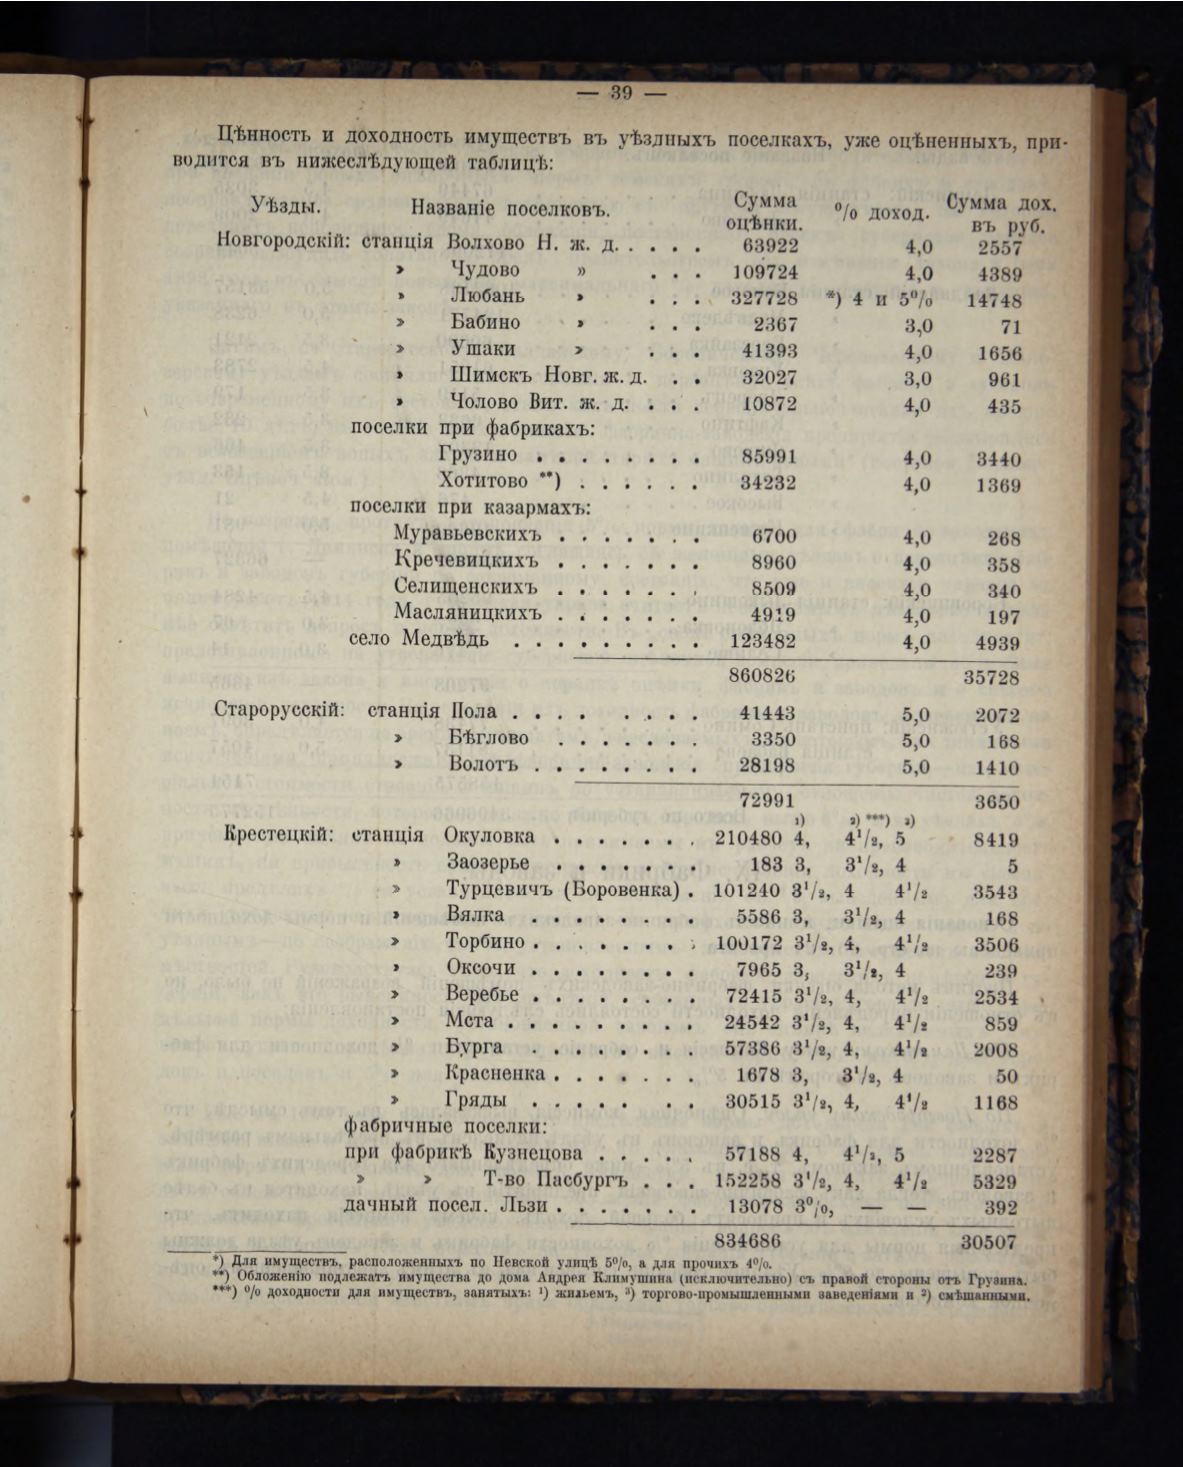 — 39 —
Цѣнность и доходность имуществъ въ уѣздныхъ поселкахъ, уже оцѣненныхъ, при-
водится въ нижеслѣдующей таблицѣ:
Уѣзды. Названіе поселковъ. Сумма оцѣнки. % доход. Сумма дох. въ руб.
Новгородскій: станція Волхово Н. ж. д. . . . . 63922 4,0 2557
» Чудово » . . . 109724 4,0 4389
» Любань » . . . 327728 *) 4 и 5% 14748
» Бабино » . . . 2367 3,0 71
» Ушаки » . . . 41393 4,0 1656
» Шимскъ Новг. ж. д. . . 32027 3,0 961
» Чолово Вит. ж. д. . . . 10872 4,0 435
поселки при фабрикахъ:
Грузино . . . . . . . . 85991 4,0 3440
Хотитово **) . . . . . . 34232 4,0 1369
поселки при казармахъ:
Муравьевскихъ . . . . . . . 6700 4,0 268
Кречевицкихъ . . . . . . . 8960 4,0 358
Селищенскихъ . . . . . . . 8509 4,0 340
Масляницкихъ . . . . . . . 4919 4,0 197
село Медвѣдь . . . . . . . . . 123482 4,0 4939
860826 35728
Старорусскій: станція Пола . . . . . . . . 41443 5,0 2072
» Бѣглово . . . . . . . 3350 5,0 168
» Волотъ . . . . . . . . 28198 5,0 1410
72991 3650
¹) ²) ***) ³)
Крестецкій: станція Окуловка . . . . . . . 210480 4, 4¹/₂, 5 8419
» Заозерье . . . . . . . 183 3, 3¹/₂, 4 5
» Турцевичъ (Боровенка) . 101240 3¹/₂, 4 4¹/₂ 3543
» Вялка . . . . . . . . 5586 3, 3¹/₂, 4 168
» Торбино . . . . . . . . 100172 3¹/₂, 4, 4¹/₂ 3506
» Оксочи . . . . . . . . 7965 3, 3¹/₂, 4 239
» Веребье . . . . . . . . 72415 3¹/₂, 4, 4¹/₂ 2534
» Мста . . . . . . . . . 24542 3¹/₂, 4, 4¹/₂ 859
» Бурга . . . . . . . . 57386 3¹/₂, 4, 4¹/₂ 2008
» Красненка . . . . . . . 1678 3, 3¹/₂, 4 50
» Гряды . . . . . . . 30515 3¹/₂, 4, 4¹/₂ 1168
фабричные поселки:
при фабрикѣ Кузнецова . . . . . 57188 4, 4¹/₂, 5 2287
» » Т-во Пасбургъ . . . 152258 3¹/₂, 4, 4¹/₂ 5329
дачный посел. Льзи . . . . . . . 13078 3%, — — 392
834686 30507
*) Для имуществъ, расположенныхъ по Невской улицѣ 5%, а для прочихъ 4%.
**) Обложенію подлежатъ имущества до дома Андрея Климушина (исключительно) съ правой стороны отъ Грузина.
***) % доходности для имуществъ, занятыхъ: ¹) жильемъ, ³) торгово-промышленными заведеніями и ²) смѣшанными.